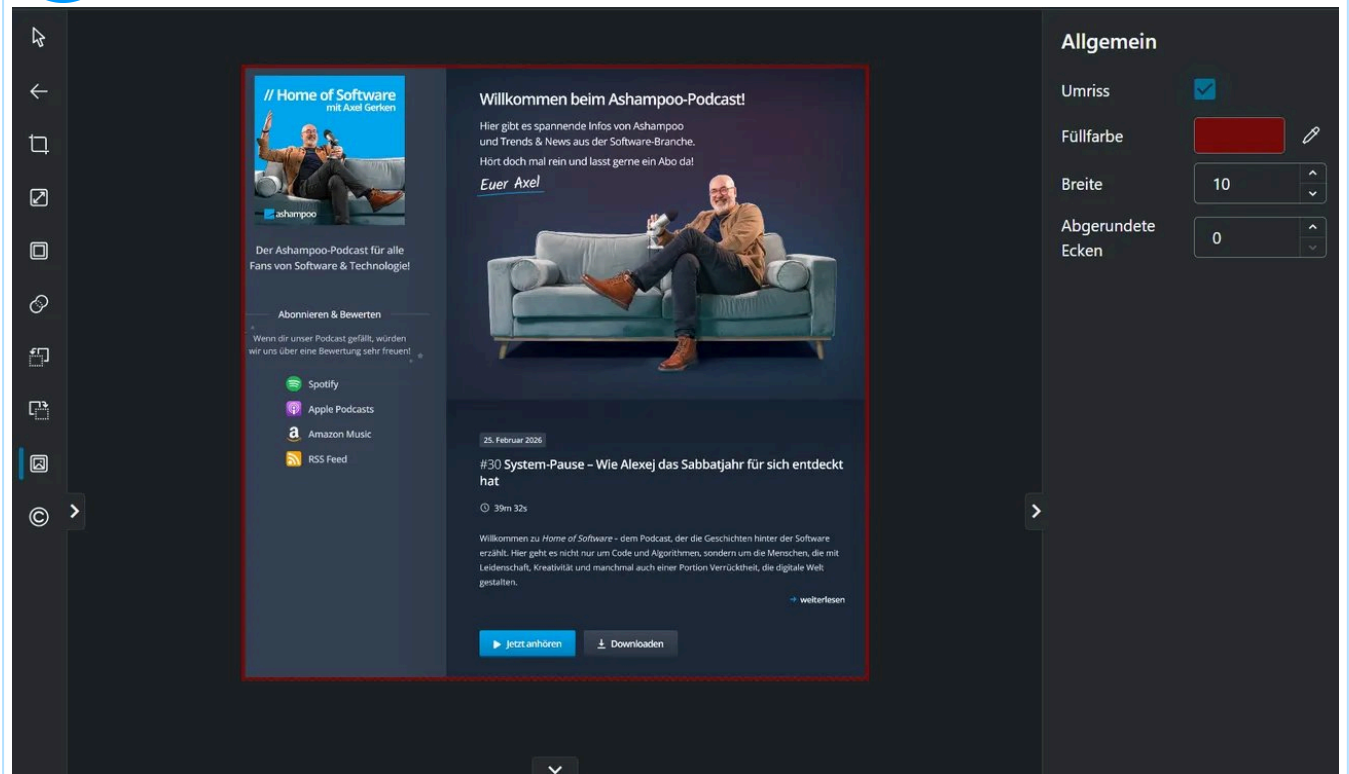 // Home of Software
mit Axel Gerken
ashampoo
Der Ashampoo-Podcast für alle
Fans von Software & Technologie!
Abonnieren & Bewerten
Wenn dir unser Podcast gefällt, würden
wir uns über eine Bewertung sehr freuen!
Spotify
Apple Podcasts
Amazon Music
RSS Feed
Willkommen beim Ashampoo-Podcast!
Hier gibt es spannende Infos von Ashampoo
und Trends & News aus der Software-Branche.
Hört doch mal rein und lasst gerne ein Abo da!
Euer Axel
25. Februar 2026
#30 System-Pause – Wie Alexej das Sabbatjahr für sich entdeckt
hat
39m 32s
Willkommen zu Home of Software – dem Podcast, der die Geschichten hinter der Software
erzählt. Hier geht es nicht nur um Code und Algorithmen, sondern um die Menschen, die mit
Leidenschaft, Kreativität und manchmal auch einer Portion Verrücktheit, die digitale Welt
gestalten.
→ weiterlesen
Jetzt anhören
Downloaden
Allgemein
Umriss
Füllfarbe
Breite
10
Abgerundete
Ecken
0